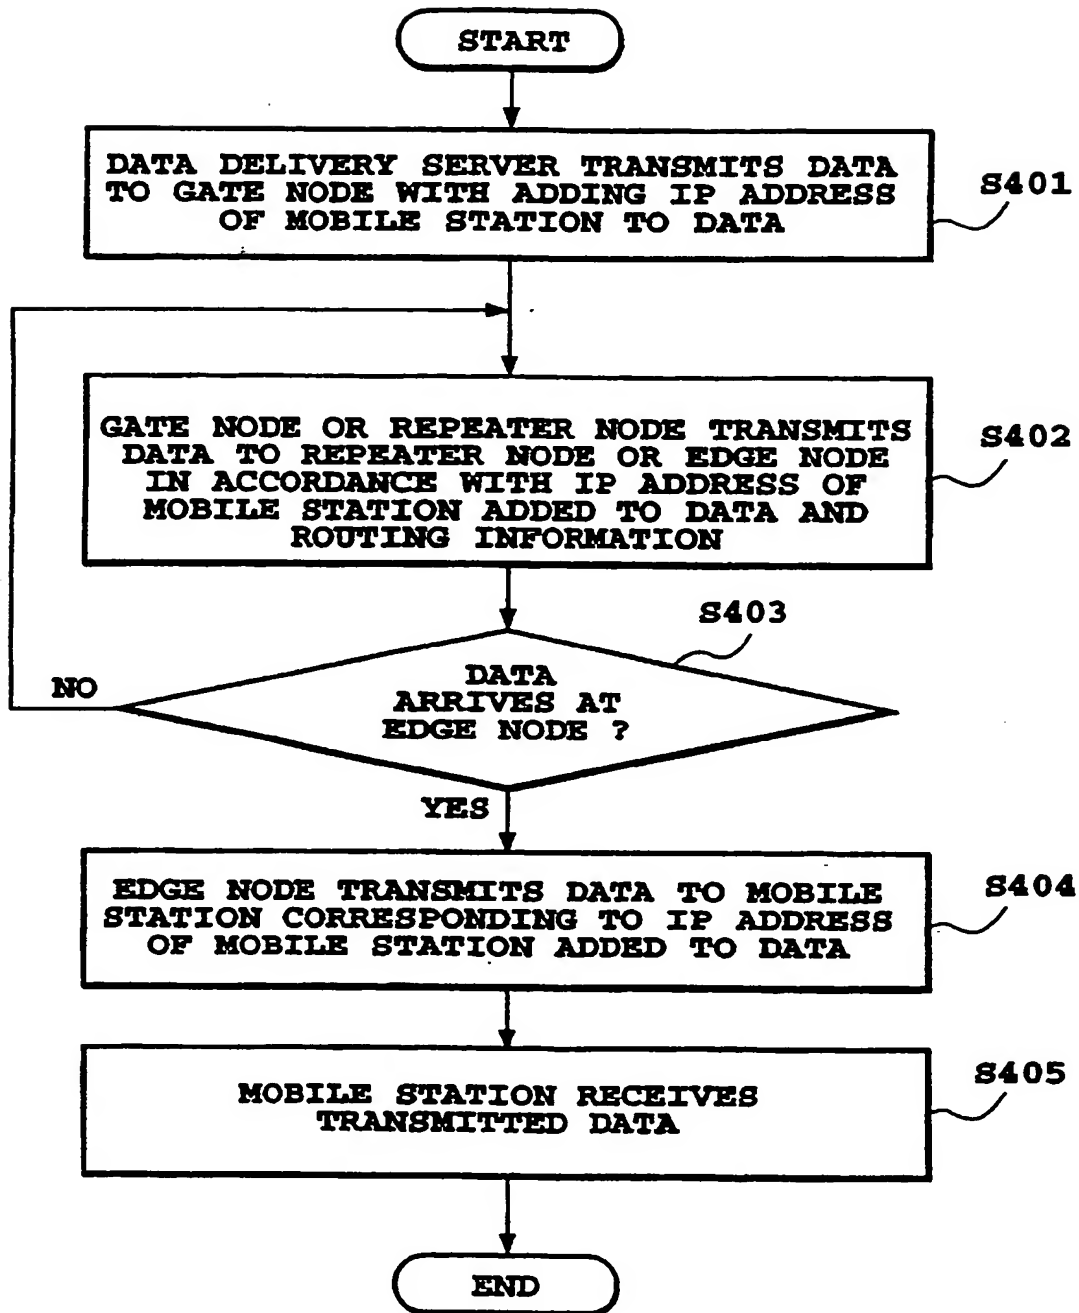 START
DATA DELIVERY SERVER TRANSMITS DATA
TO GATE NODE WITH ADDING IP ADDRESS
OF MOBILE STATION TO DATA
S401
GATE NODE OR REPEATER NODE TRANSMITS
DATA TO REPEATER NODE OR EDGE NODE
IN ACCORDANCE WITH IP ADDRESS OF
MOBILE STATION ADDED TO DATA AND
ROUTING INFORMATION
S402
S403
DATA
ARRIVES AT
EDGE NODE ?
NO
YES
EDGE NODE TRANSMITS DATA TO MOBILE
STATION CORRESPONDING TO IP ADDRESS
OF MOBILE STATION ADDED TO DATA
S404
MOBILE STATION RECEIVES
TRANSMITTED DATA
S405
END